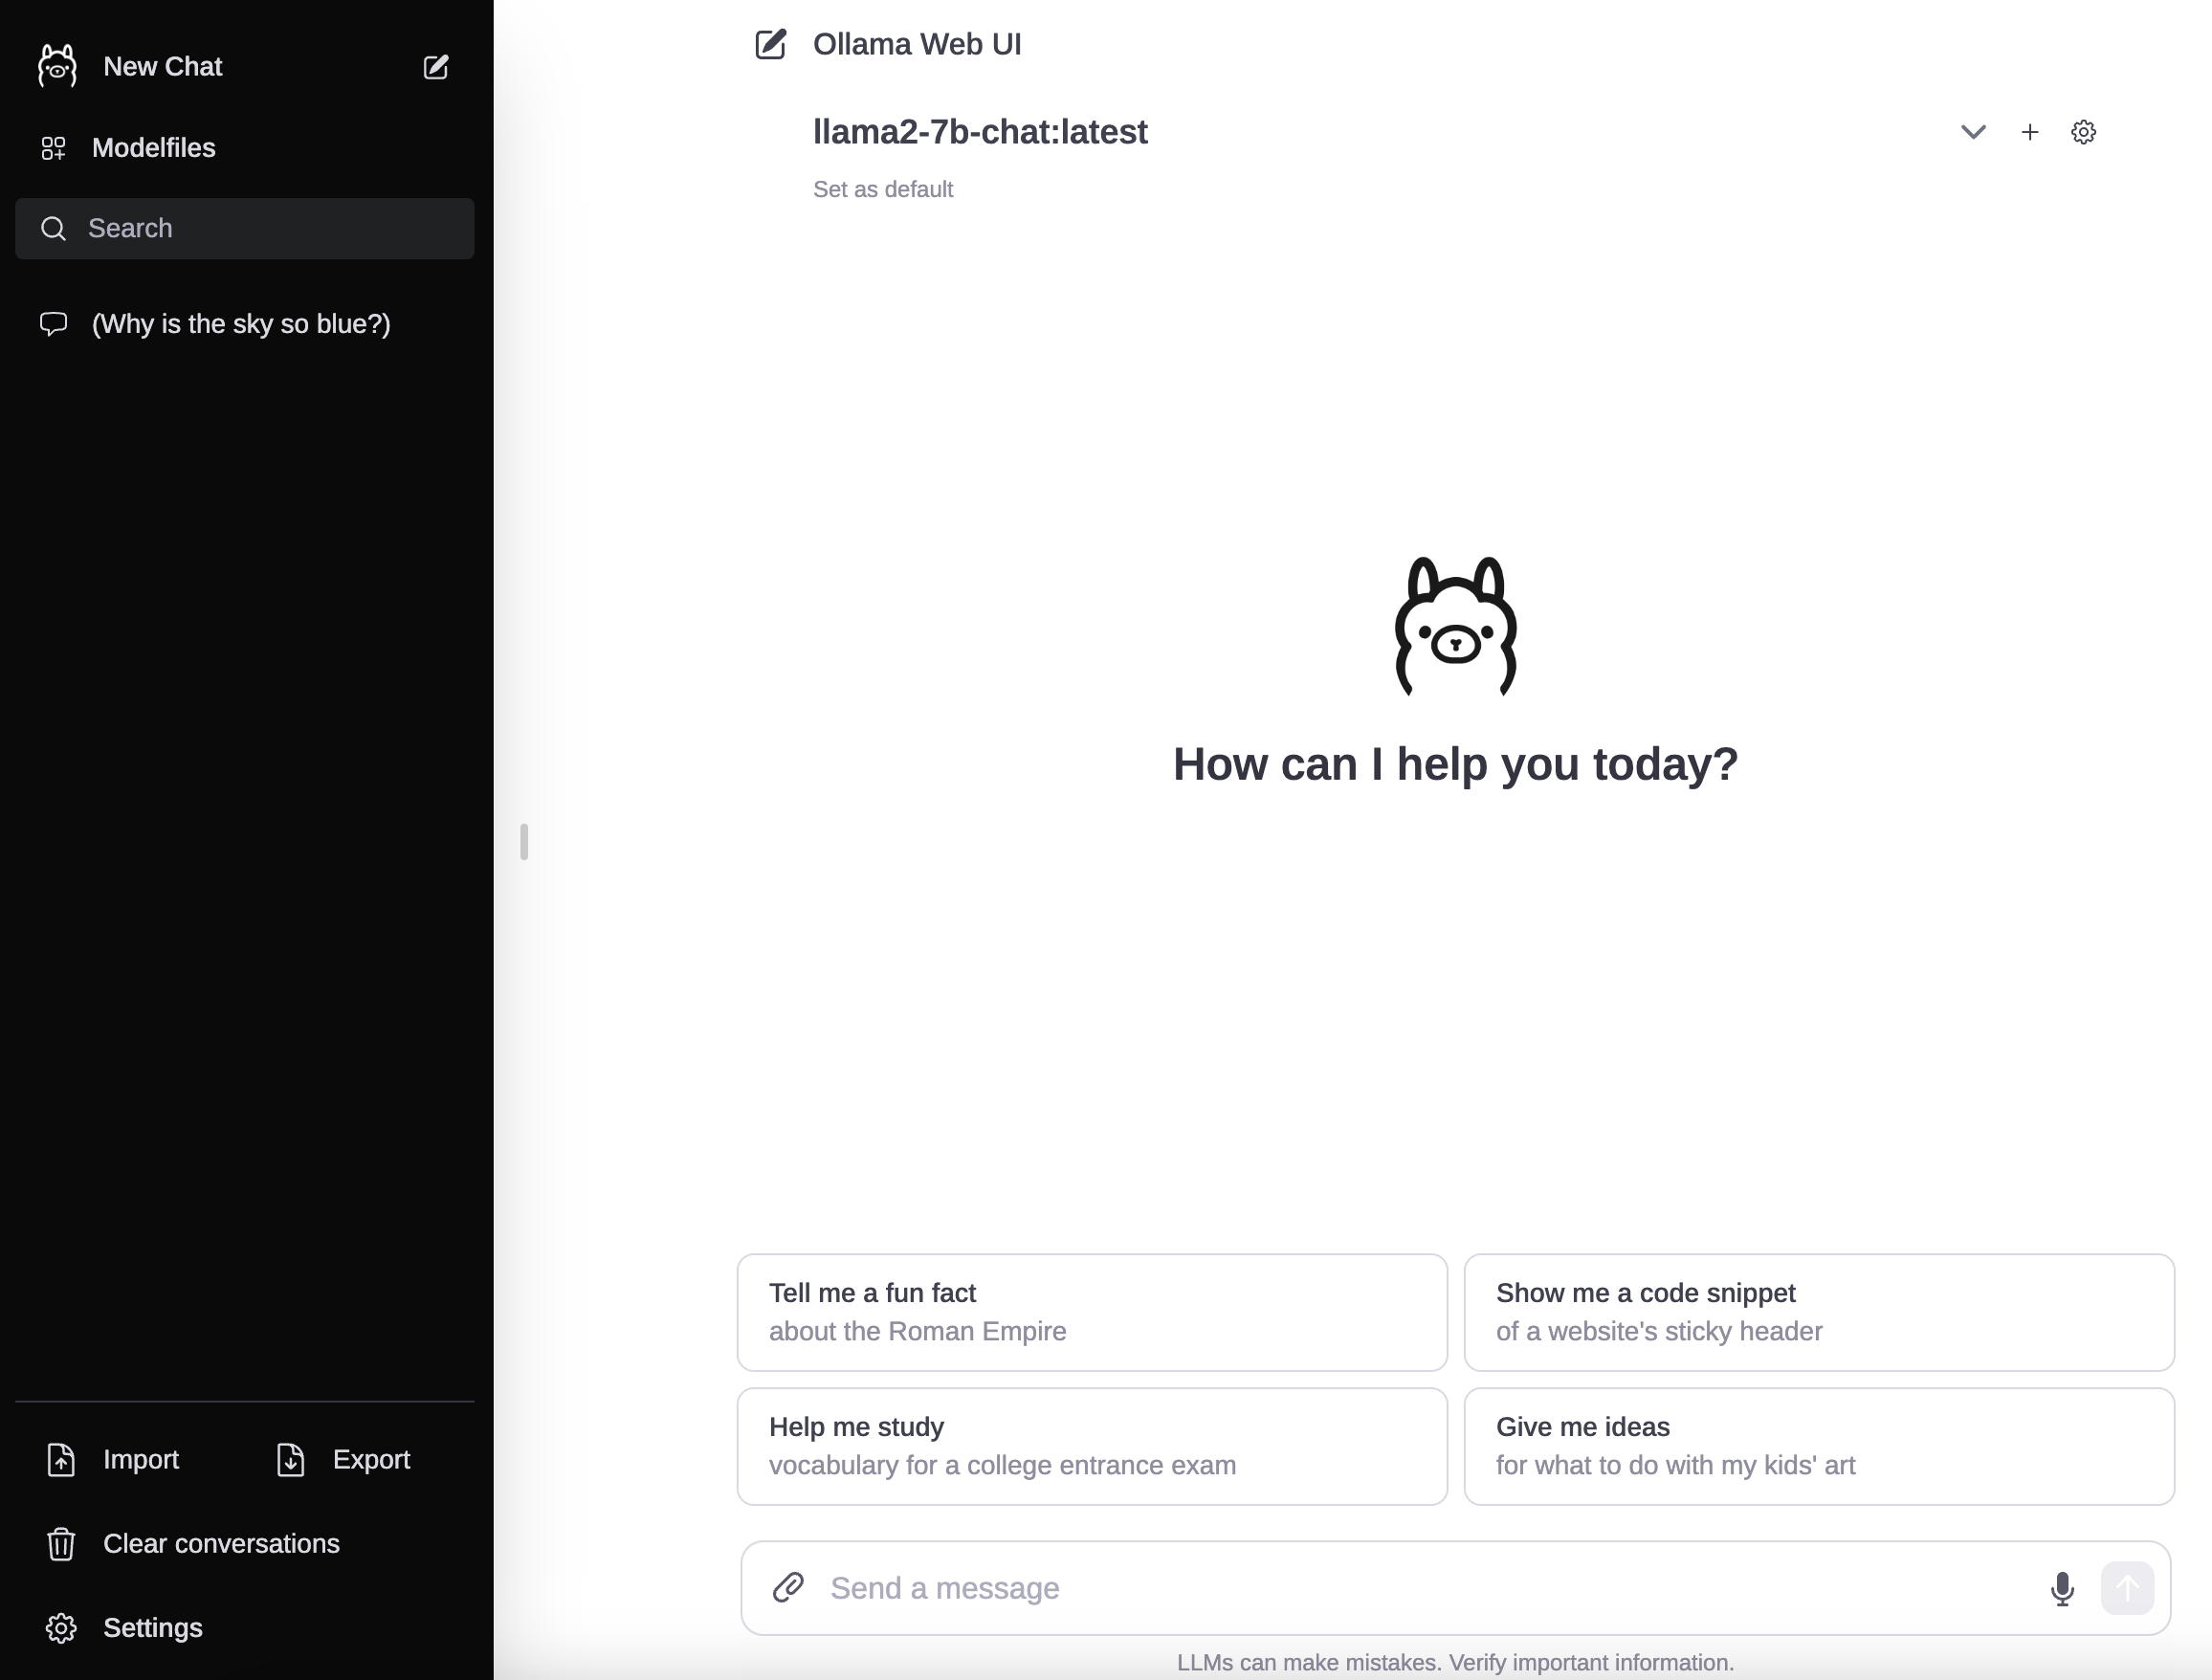 New Chat
Modelfiles
Search
(Why is the sky so blue?)
Import
Export
Clear conversations
Settings
Ollama Web UI
llama2-7b-chat:latest
Set as default
How can I help you today?
Tell me a fun fact
about the Roman Empire
Show me a code snippet
of a website's sticky header
Help me study
vocabulary for a college entrance exam
Give me ideas
for what to do with my kids' art
Send a message
LLMs can make mistakes. Verify important information.